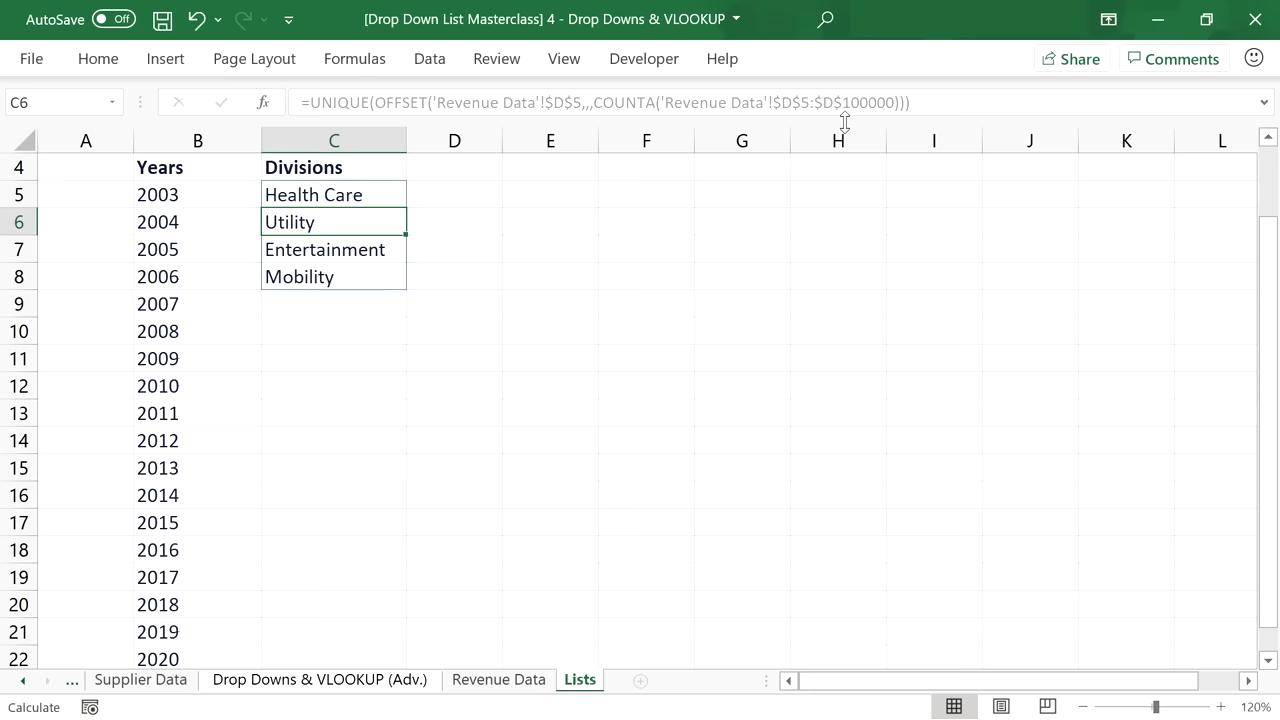 AutoSave Off [Drop Down List Masterclass] 4 - Drop Downs & VLOOKUP
File Home Insert Page Layout Formulas Data Review View Developer Help Share Comments
C6 fx =UNIQUE(OFFSET('Revenue Data'!$D$5,,,COUNTA('Revenue Data'!$D$5:$D$100000)))
A B C D E F G H I J K L
4 Years Divisions
5 2003 Health Care
6 2004 Utility
7 2005 Entertainment
8 2006 Mobility
9 2007
10 2008
11 2009
12 2010
13 2011
14 2012
15 2013
16 2014
17 2015
18 2016
19 2017
20 2018
21 2019
22 2020
... Supplier Data Drop Downs & VLOOKUP (Adv.) Revenue Data Lists
Calculate 120%